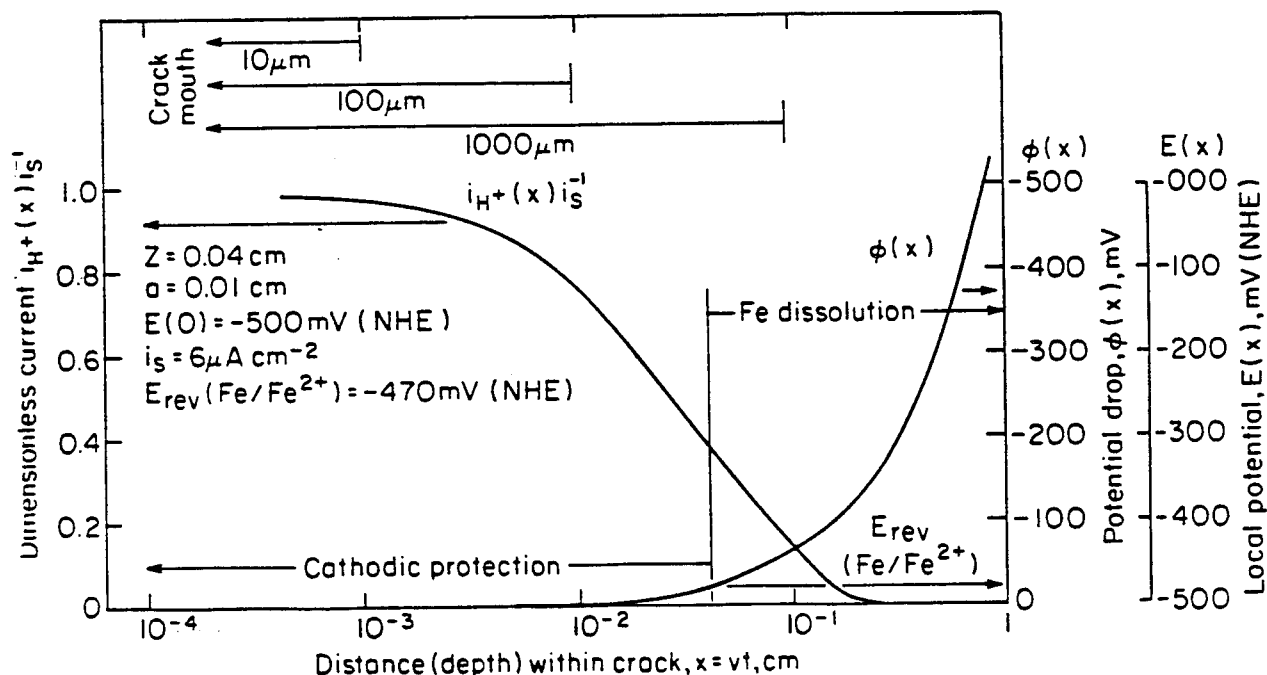 Crack mouth
10μm
100μm
1000μm
Dimensionless current i_H+(x)i_S^-1
1.0
0.8
0.6
0.4
0.2
0
i_H+(x)i_S^-1
Z=0.04 cm
a=0.01 cm
E(0)=-500mV (NHE)
i_s=6μA cm^-2
E_rev(Fe/Fe^2+)=-470mV (NHE)
ϕ(x)
Fe dissolution
Cathodic protection
E_rev
(Fe/Fe^2+)
ϕ(x)
-500
-400
-300
-200
-100
0
Potential drop, ϕ(x), mV
E(x)
-000
-100
-200
-300
-400
-500
Local potential, E(x), mV (NHE)
10^-4
10^-3
10^-2
10^-1
1
Distance (depth) within crack, x=vt, cm